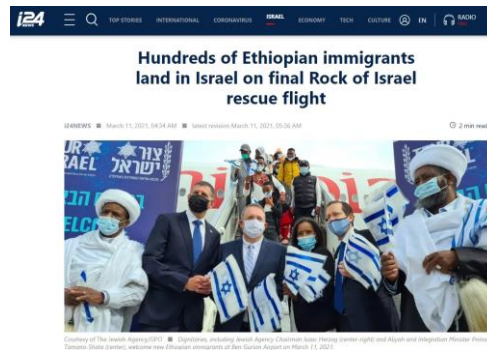 i24 NEWS TOP STORIES INTERNATIONAL CORONAVIRUS ISRAEL ECONOMY TECH CULTURE EN RADIO
Hundreds of Ethiopian immigrants
land in Israel on final Rock of Israel
rescue flight
i24NEWS March 11, 2021, 04:34 AM latest revision March 11, 2021, 05:36 AM 2 min read
צור
ישראל
Courtesy of The Jewish Agency/GPO Dignitaries, including Jewish Agency Chairman Isaac Herzog (center-right) and Aliyah and Integration Minister Pnina
Tamano-Shata (center), welcome new Ethiopian immigrants at Ben Gurion Airport on March 11, 2021